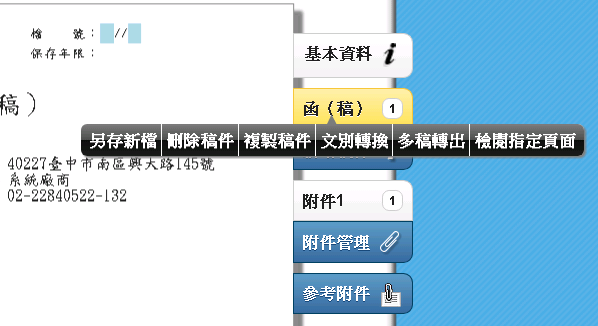 檔　　號：//
保存年限：
稿）
40227臺中市南區興大路145號
系統廠商
02-22840522-132
基本資料
函（稿） 1
另存新檔 刪除稿件 複製稿件 文別轉換 多稿轉出 檢閱指定頁面
附件1 1
附件管理
參考附件